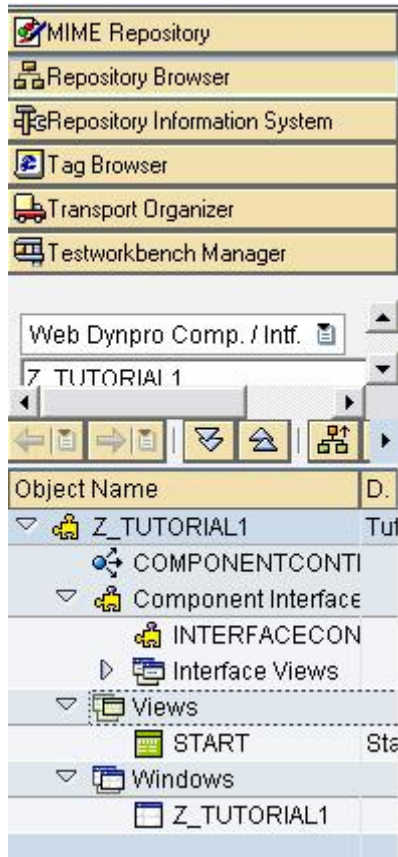 MIME Repository
Repository Browser
Repository Information System
Tag Browser
Transport Organizer
Testworkbench Manager
Web Dynpro Comp. / Intf.
Z_TUTORIAL1
Object Name D.
Z_TUTORIAL1 Tut
COMPONENTCONTI
Component Interface
INTERFACECON
Interface Views
Views
START Sta
Windows
Z_TUTORIAL1